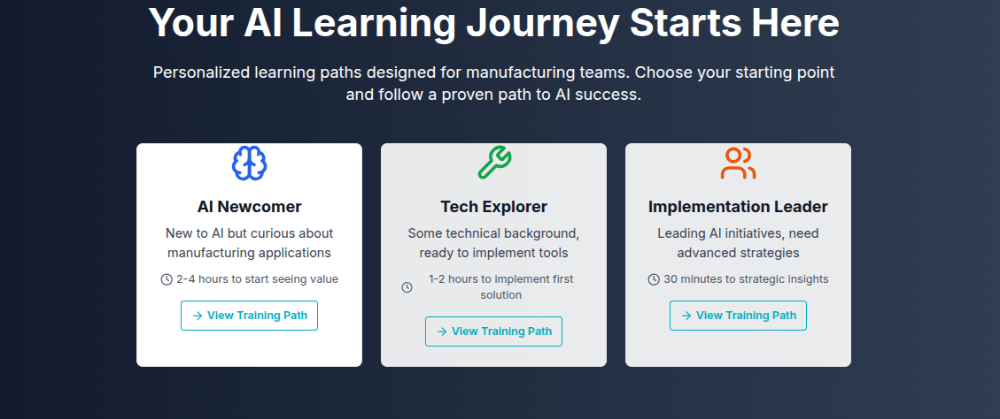 Your AI Learning Journey Starts Here
Personalized learning paths designed for manufacturing teams. Choose your starting point
and follow a proven path to AI success.
AI Newcomer
New to AI but curious about
manufacturing applications
2-4 hours to start seeing value
View Training Path
Tech Explorer
Some technical background,
ready to implement tools
1-2 hours to implement first
solution
View Training Path
Implementation Leader
Leading AI initiatives, need
advanced strategies
30 minutes to strategic insights
View Training Path